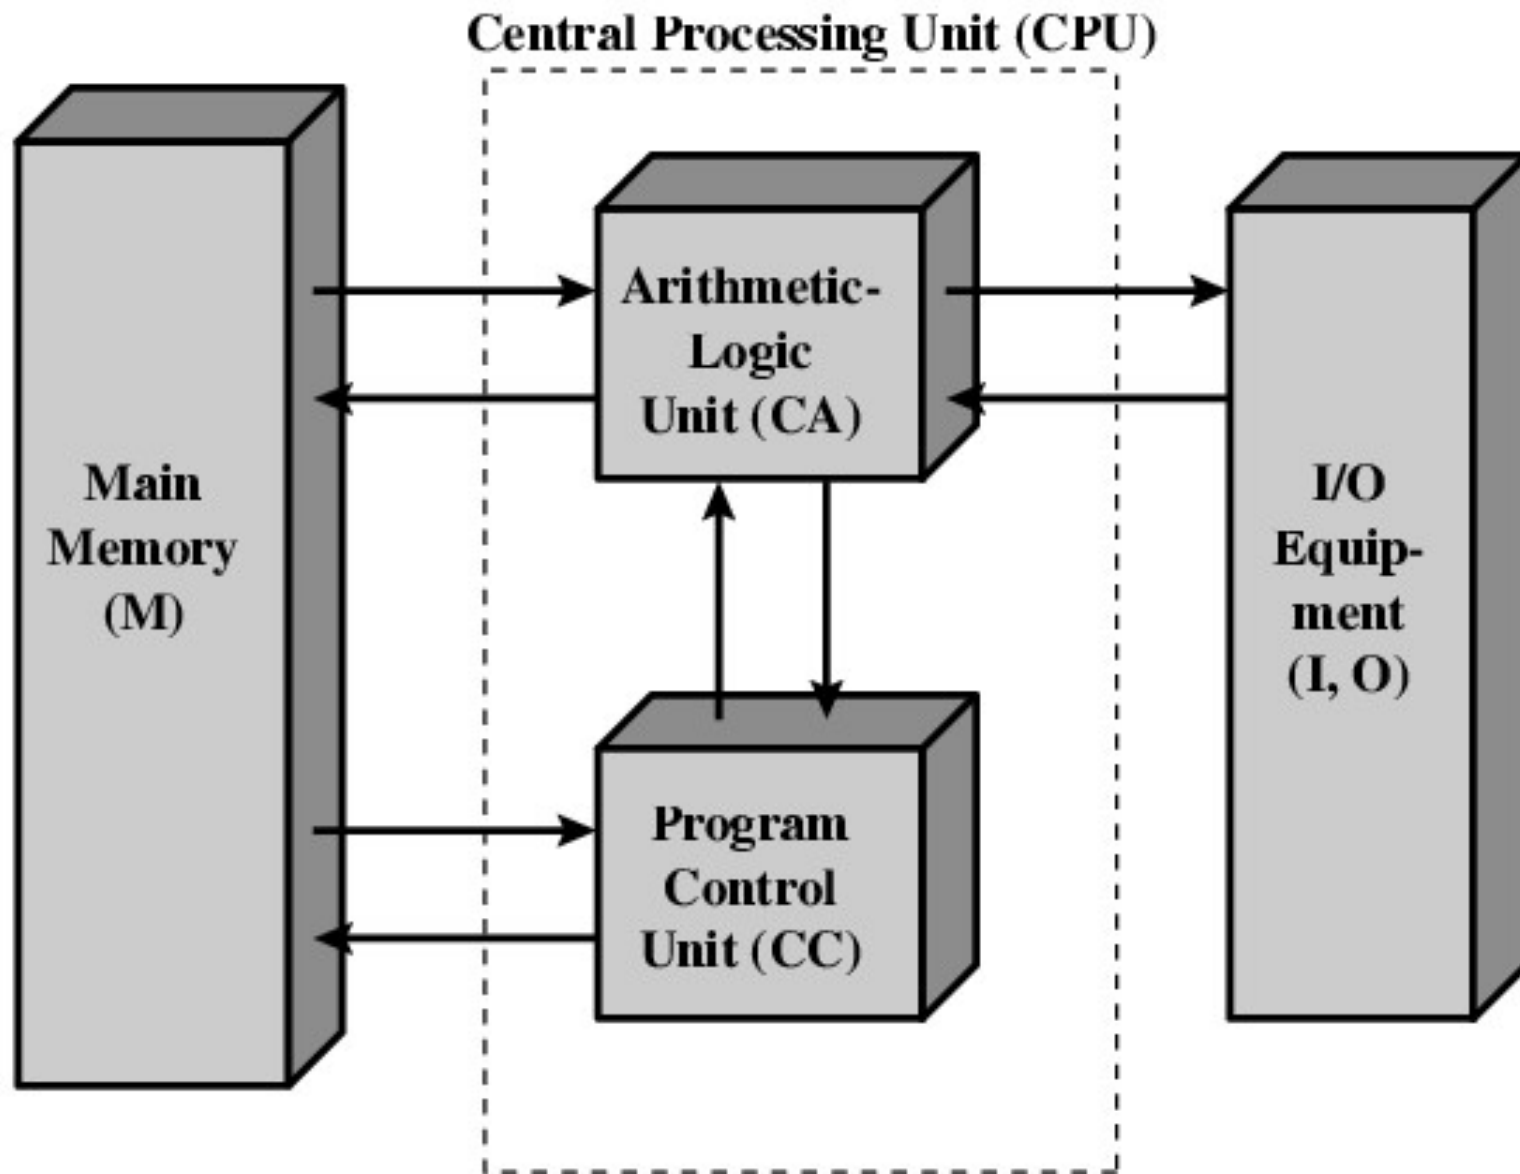 Central Processing Unit (CPU)
Main
Memory
(M)
Arithmetic-
Logic
Unit (CA)
Program
Control
Unit (CC)
I/O
Equip-
ment
(I, O)